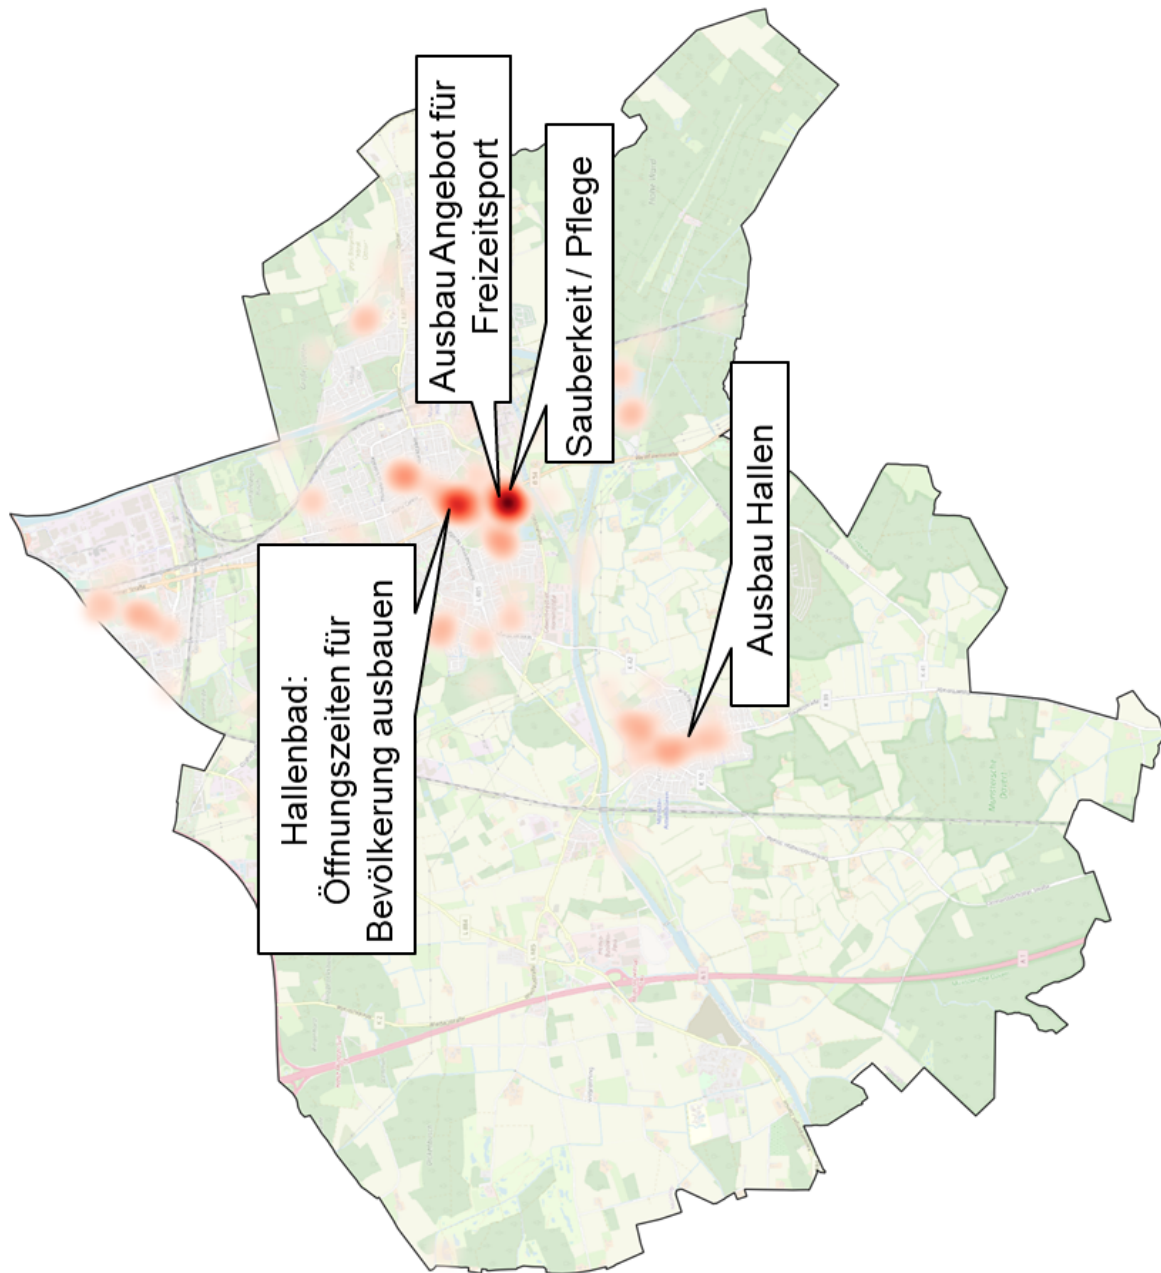 Ausbau Angebot für
Freizeitsport
Sauberkeit / Pflege
Hallenbad:
Öffnungszeiten für
Bevölkerung ausbauen
Ausbau Hallen